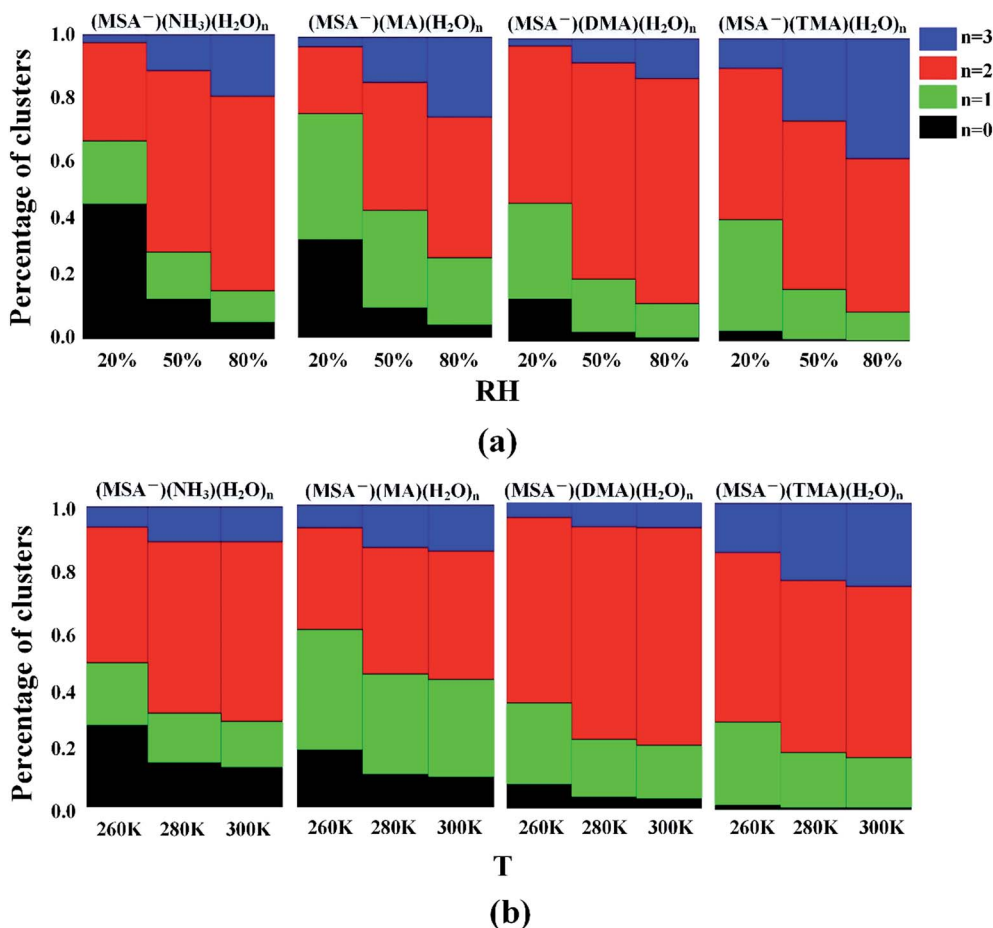 (MSA⁻)(NH₃)(H₂O)ₙ (MSA⁻)(MA)(H₂O)ₙ (MSA⁻)(DMA)(H₂O)ₙ (MSA⁻)(TMA)(H₂O)ₙ
n=3
n=2
n=1
n=0
Percentage of clusters
1.0
0.8
0.6
0.4
0.2
0.0
20% 50% 80% 20% 50% 80% 20% 50% 80% 20% 50% 80%
RH
(a)
(MSA⁻)(NH₃)(H₂O)ₙ (MSA⁻)(MA)(H₂O)ₙ (MSA⁻)(DMA)(H₂O)ₙ (MSA⁻)(TMA)(H₂O)ₙ
Percentage of clusters
1.0
0.8
0.6
0.4
0.2
0.0
260K 280K 300K 260K 280K 300K 260K 280K 300K 260K 280K 300K
T
(b)